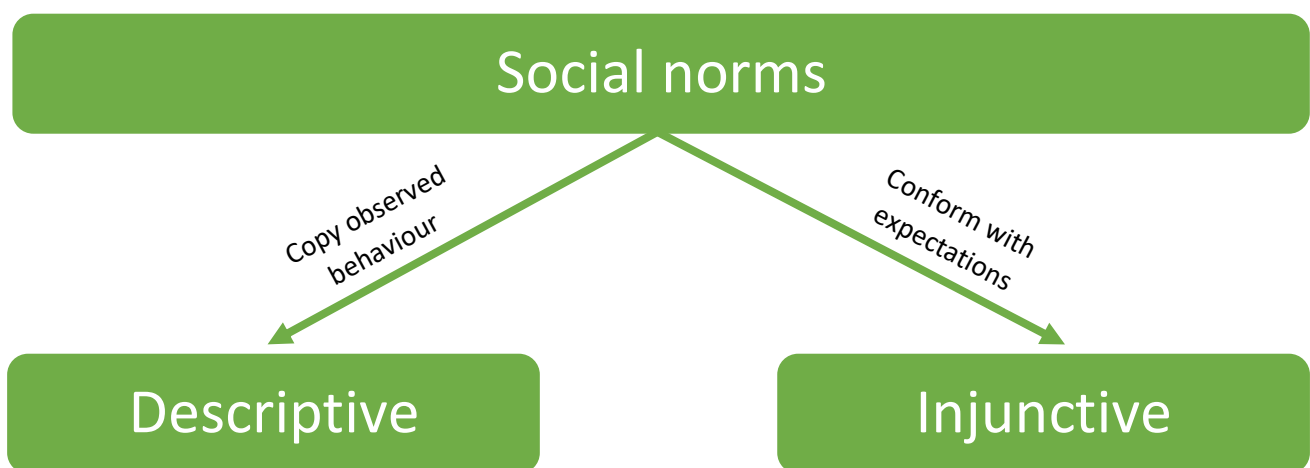 Social norms
Copy observed
behaviour
Conform with
expectations
Descriptive
Injunctive